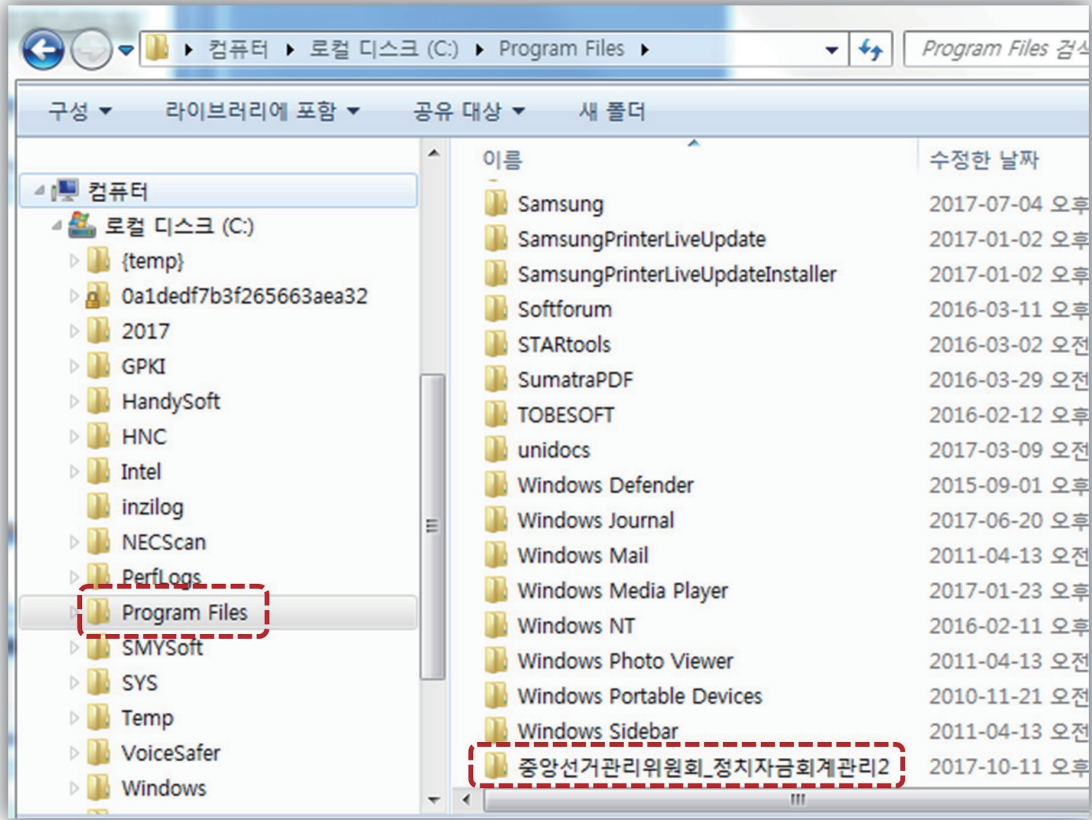 컴퓨터 로컬 디스크 (C:) Program Files Program Files 검색
구성 라이브러리에 포함 공유 대상 새 폴더
컴퓨터
로컬 디스크 (C:)
{temp}
0a1dedf7b3f265663aea32
2017
GPKI
HandySoft
HNC
Intel
inzilog
NECScan
PerfLogs
Program Files
SMYSoft
SYS
Temp
VoiceSafer
Windows
이름 수정한 날짜
Samsung 2017-07-04 오후
SamsungPrinterLiveUpdate 2017-01-02 오후
SamsungPrinterLiveUpdateInstaller 2017-01-02 오후
Softforum 2016-03-11 오후
STARtools 2016-03-02 오전
SumatraPDF 2016-03-29 오전
TOBESOFT 2016-02-12 오후
unidocs 2017-03-09 오전
Windows Defender 2015-09-01 오후
Windows Journal 2017-06-20 오후
Windows Mail 2011-04-13 오전
Windows Media Player 2017-01-23 오후
Windows NT 2016-02-11 오후
Windows Photo Viewer 2011-04-13 오전
Windows Portable Devices 2010-11-21 오전
Windows Sidebar 2011-04-13 오전
중앙선거관리위원회_정치자금회계관리2 2017-10-11 오후